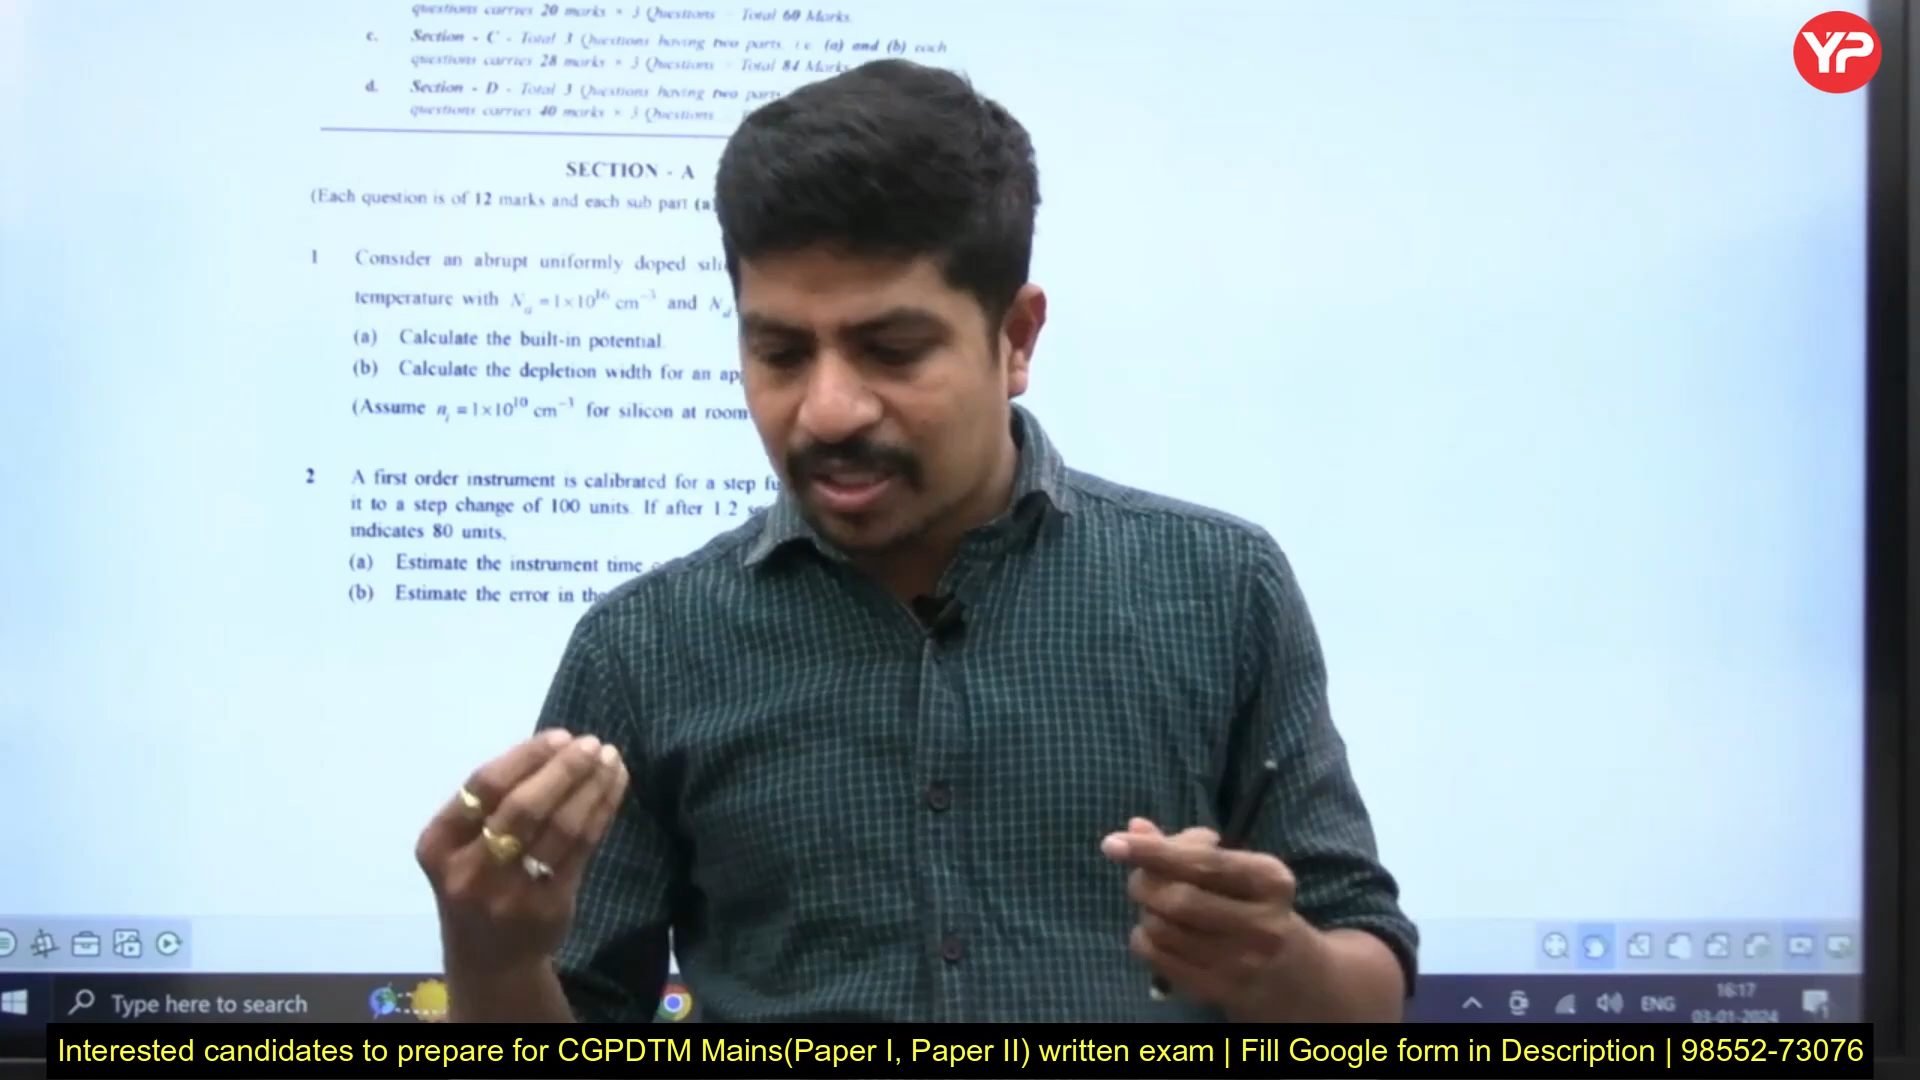 questions carries 20 marks × 3 Questions - Total 60 Marks.
YP
c. Section - C - Total 3 Questions having two parts, i.e. (a) and (b) each
questions carries 28 marks × 3 Questions - Total 84 Marks
d. Section - D - Total 3 Questions having two parts
questions carries 40 marks × 3 Questions -
SECTION - A
(Each question is of 12 marks and each sub part (a)
1 Consider an abrupt uniformly doped
temperature with Nₐ = 1×10¹⁶ cm⁻³ and N_d
(a) Calculate the built-in potential.
(b) Calculate the depletion width for an
(Assume nᵢ = 1×10¹⁰ cm⁻³ for silicon at room
2 A first order instrument is calibrated for a step
it to a step change of 100 units. If after 1.2
indicates 80 units,
(a) Estimate the instrument time
(b) Estimate the error in the
Type here to search
ENG
16:17
03-01-2024
Interested candidates to prepare for CGPDTM Mains(Paper I, Paper II) written exam | Fill Google form in Description | 98552-73076